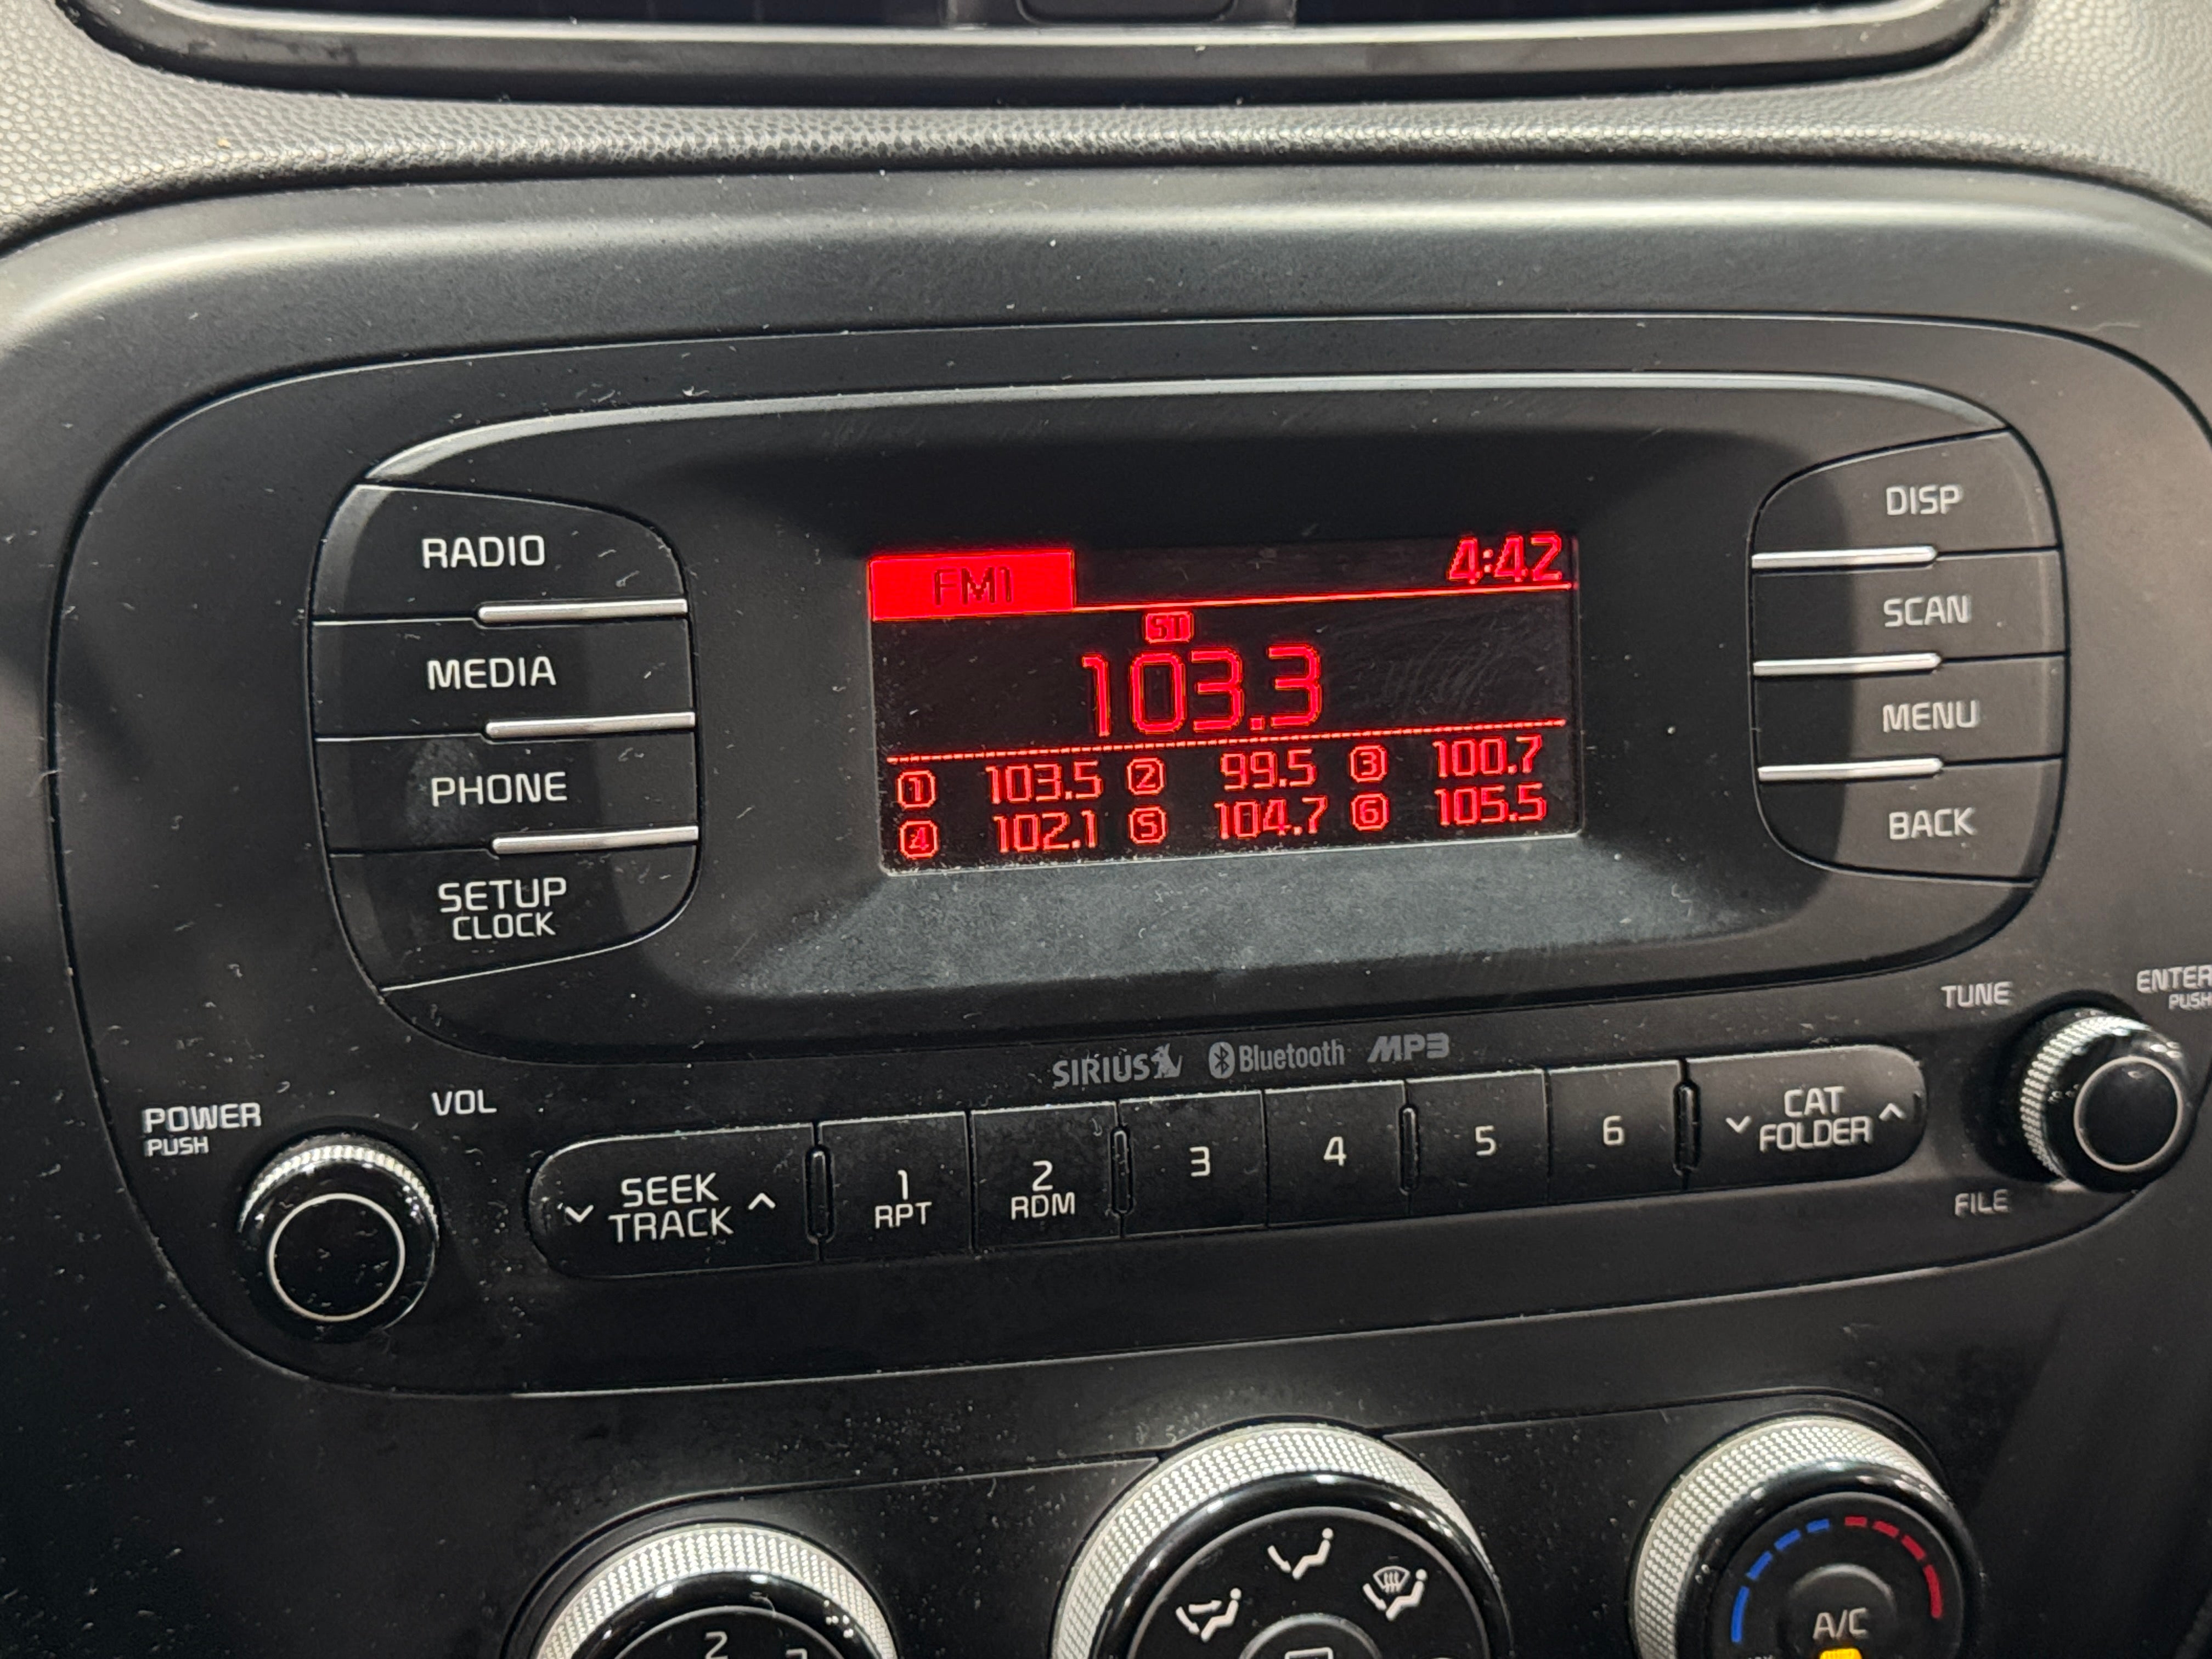 FM1 4:42
ST
103.3
1 103.5 2 99.5 3 100.7
4 102.1 5 104.7 6 105.5
RADIO
MEDIA
PHONE
SETUP
CLOCK
DISP
SCAN
MENU
BACK
SIRIUS Bluetooth MP3
POWER
PUSH
VOL
SEEK
TRACK
1
RPT
2
RDM
3
4
5
6
CAT
FOLDER
TUNE
FILE
ENTER
PUSH
2
A/C